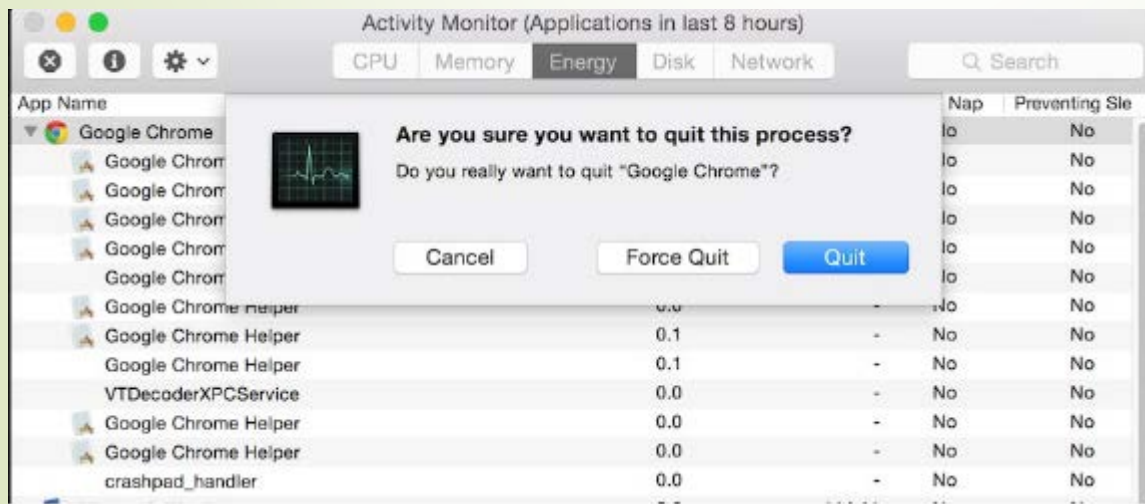 Activity Monitor (Applications in last 8 hours)
CPU Memory Energy Disk Network Search
App Name Nap Preventing Sle
Google Chrome No
Are you sure you want to quit this process?
Google Chrom No
Do you really want to quit “Google Chrome”?
Google Chrom No
Google Chrom No
Google Chrom No
Cancel Force Quit Quit
Google Chrom No
Google Chrome Helper 0.0 - No No
Google Chrome Helper 0.1 - No No
Google Chrome Helper 0.1 - No No
VTDecoderXPCService 0.0 - No No
Google Chrome Helper 0.0 - No No
Google Chrome Helper 0.0 - No No
crashpad_handler 0.0 - No No